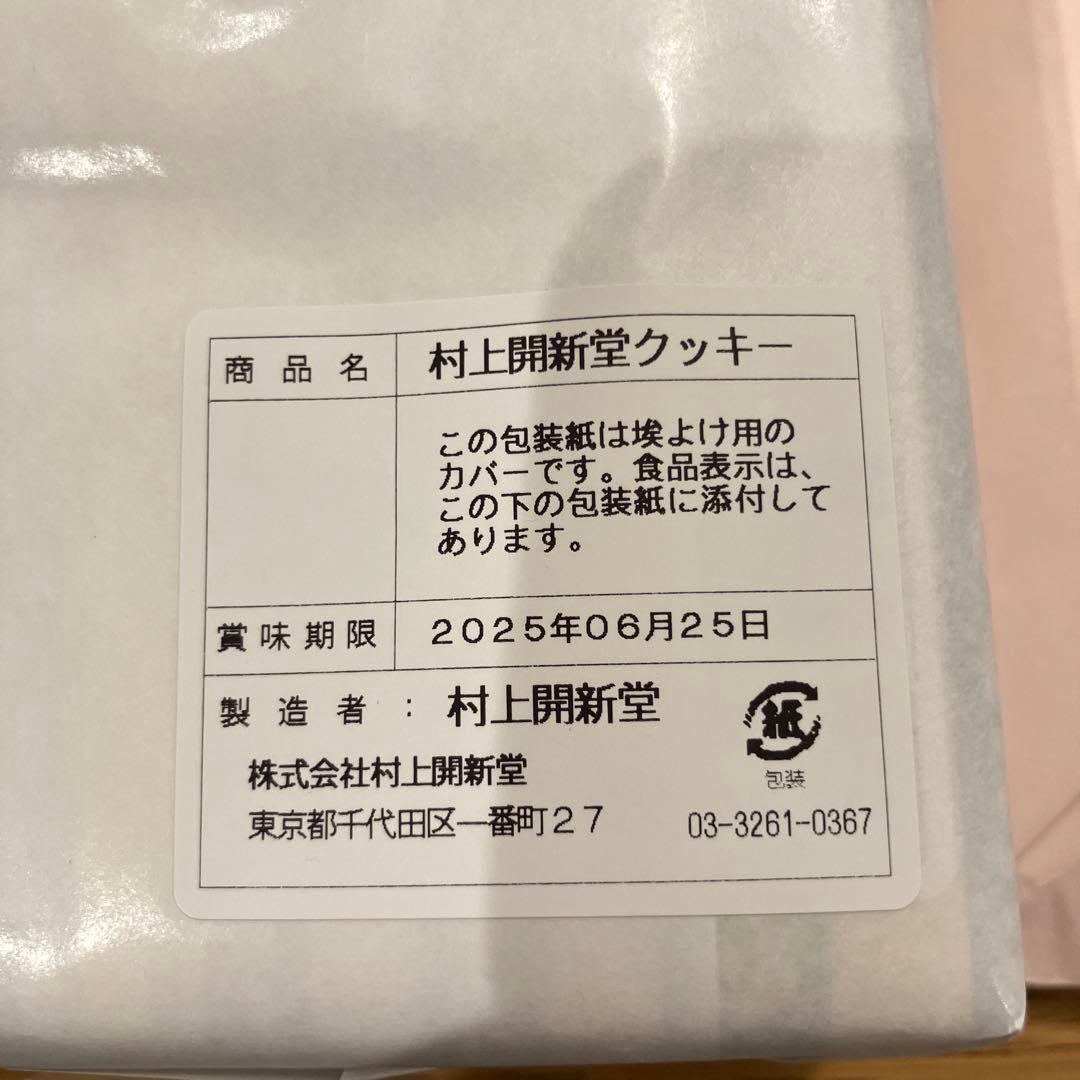 商品名 村上開新堂クッキー
この包装紙は埃よけ用の
カバーです。食品表示は、
この下の包装紙に添付して
あります。
賞味期限 2025年06月25日
製造者：村上開新堂
紙
包装
株式会社村上開新堂
東京都千代田区一番町27 03-3261-0367